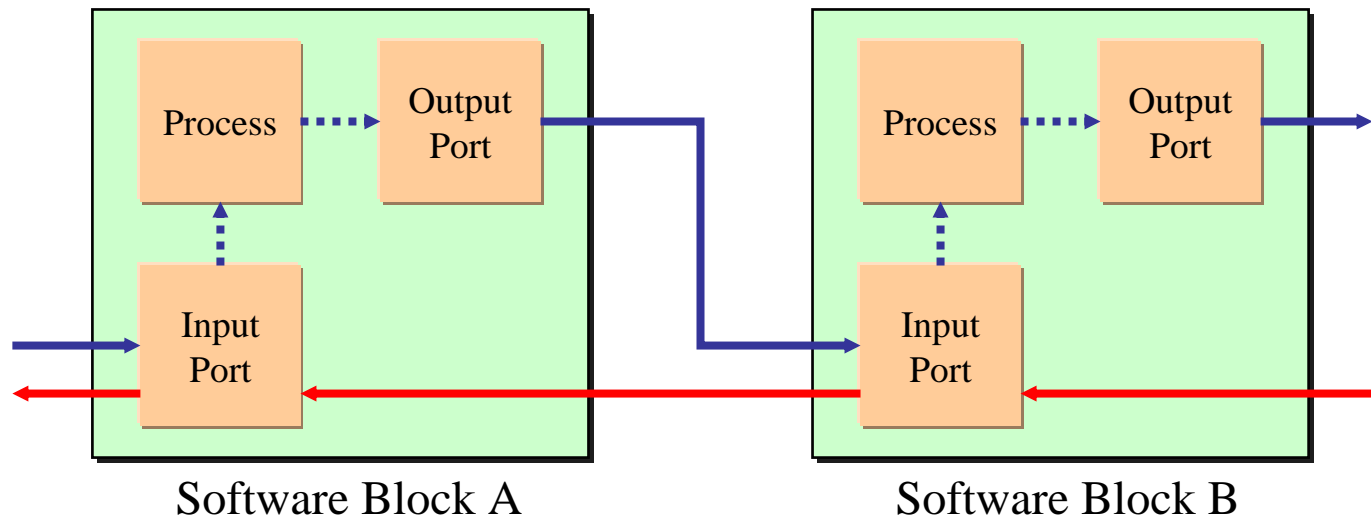 Process
Output
Port
Input
Port
Software Block A
Process
Output
Port
Input
Port
Software Block B